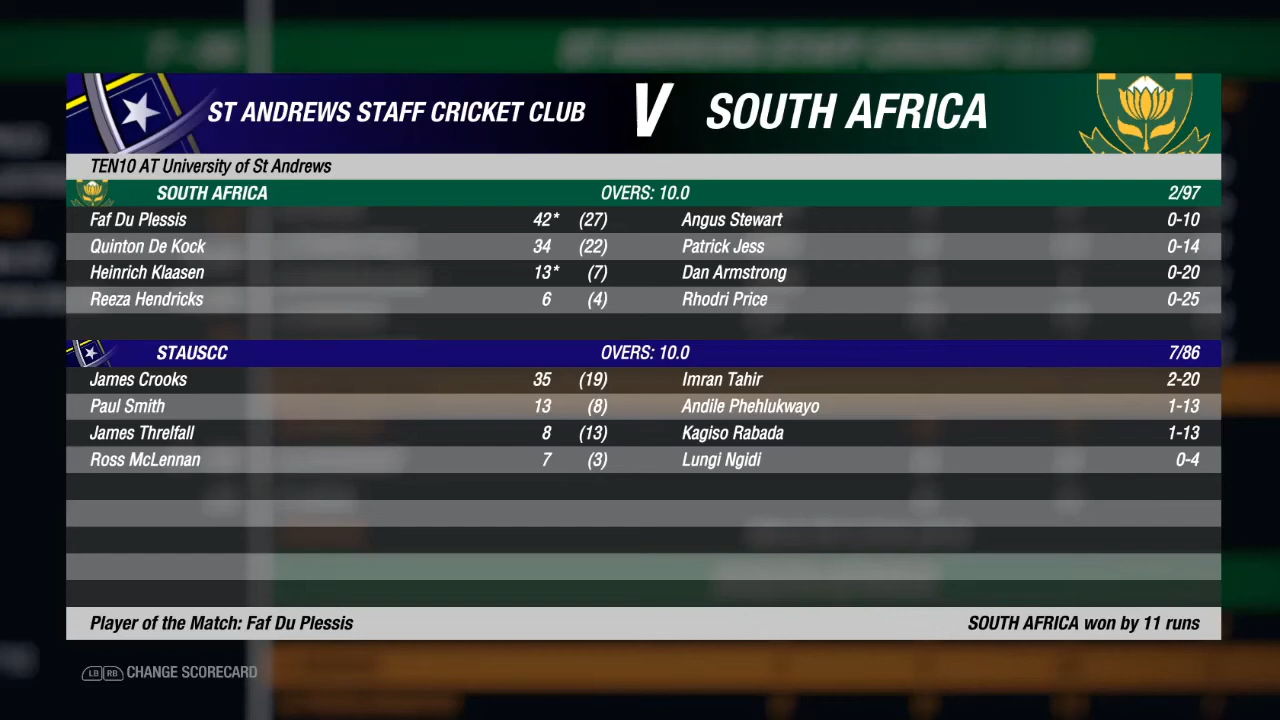 ST ANDREWS STAFF CRICKET CLUB V SOUTH AFRICA
TEN10 AT University of St Andrews
SOUTH AFRICA OVERS: 10.0 2/97
Faf Du Plessis 42* (27) Angus Stewart 0-10
Quinton De Kock 34 (22) Patrick Jess 0-14
Heinrich Klaasen 13* (7) Dan Armstrong 0-20
Reeza Hendricks 6 (4) Rhodri Price 0-25
STAUSCC OVERS: 10.0 7/86
James Crooks 35 (19) Imran Tahir 2-20
Paul Smith 13 (8) Andile Phehlukwayo 1-13
James Threlfall 8 (13) Kagiso Rabada 1-13
Ross McLennan 7 (3) Lungi Ngidi 0-4
Player of the Match: Faf Du Plessis SOUTH AFRICA won by 11 runs
LB RB CHANGE SCORECARD